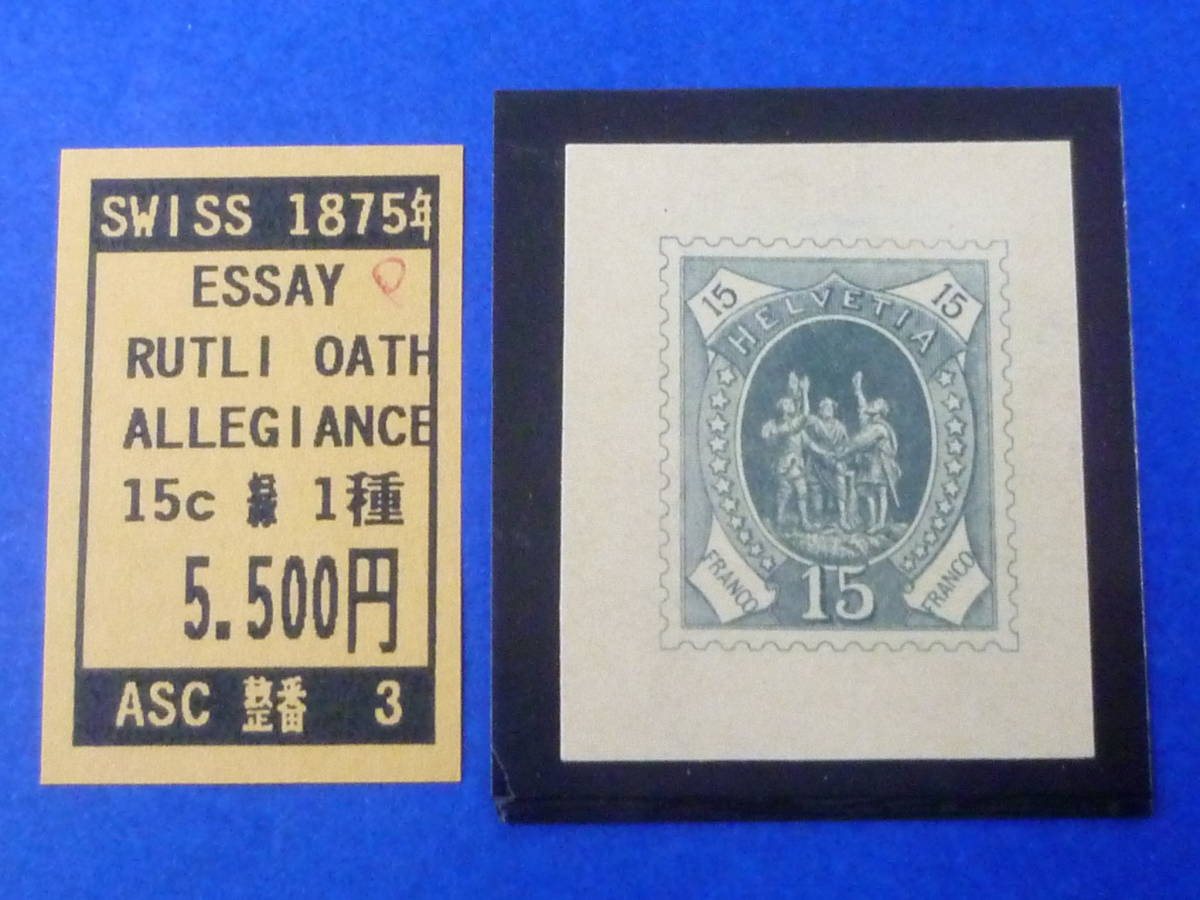 SWISS 1875年
ESSAY
RUTLI OATH
ALLEGIANCE
15c 緑 1種
5.500円
ASC 整番 3
15 15
HELVETIA
15
FRANCO FRANCO